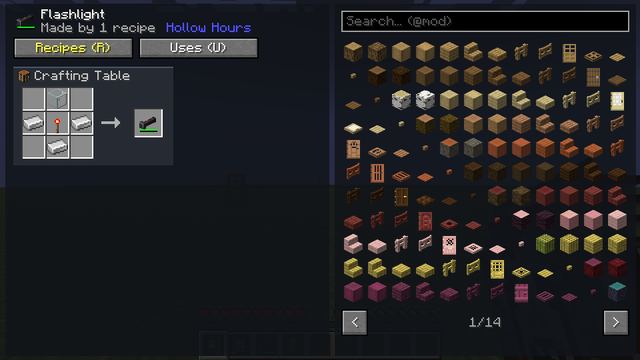 Flashlight
Made by 1 recipe Hollow Hours
Recipes (R) Uses (U)
Crafting Table
Search... (@mod)
< 1/14 >